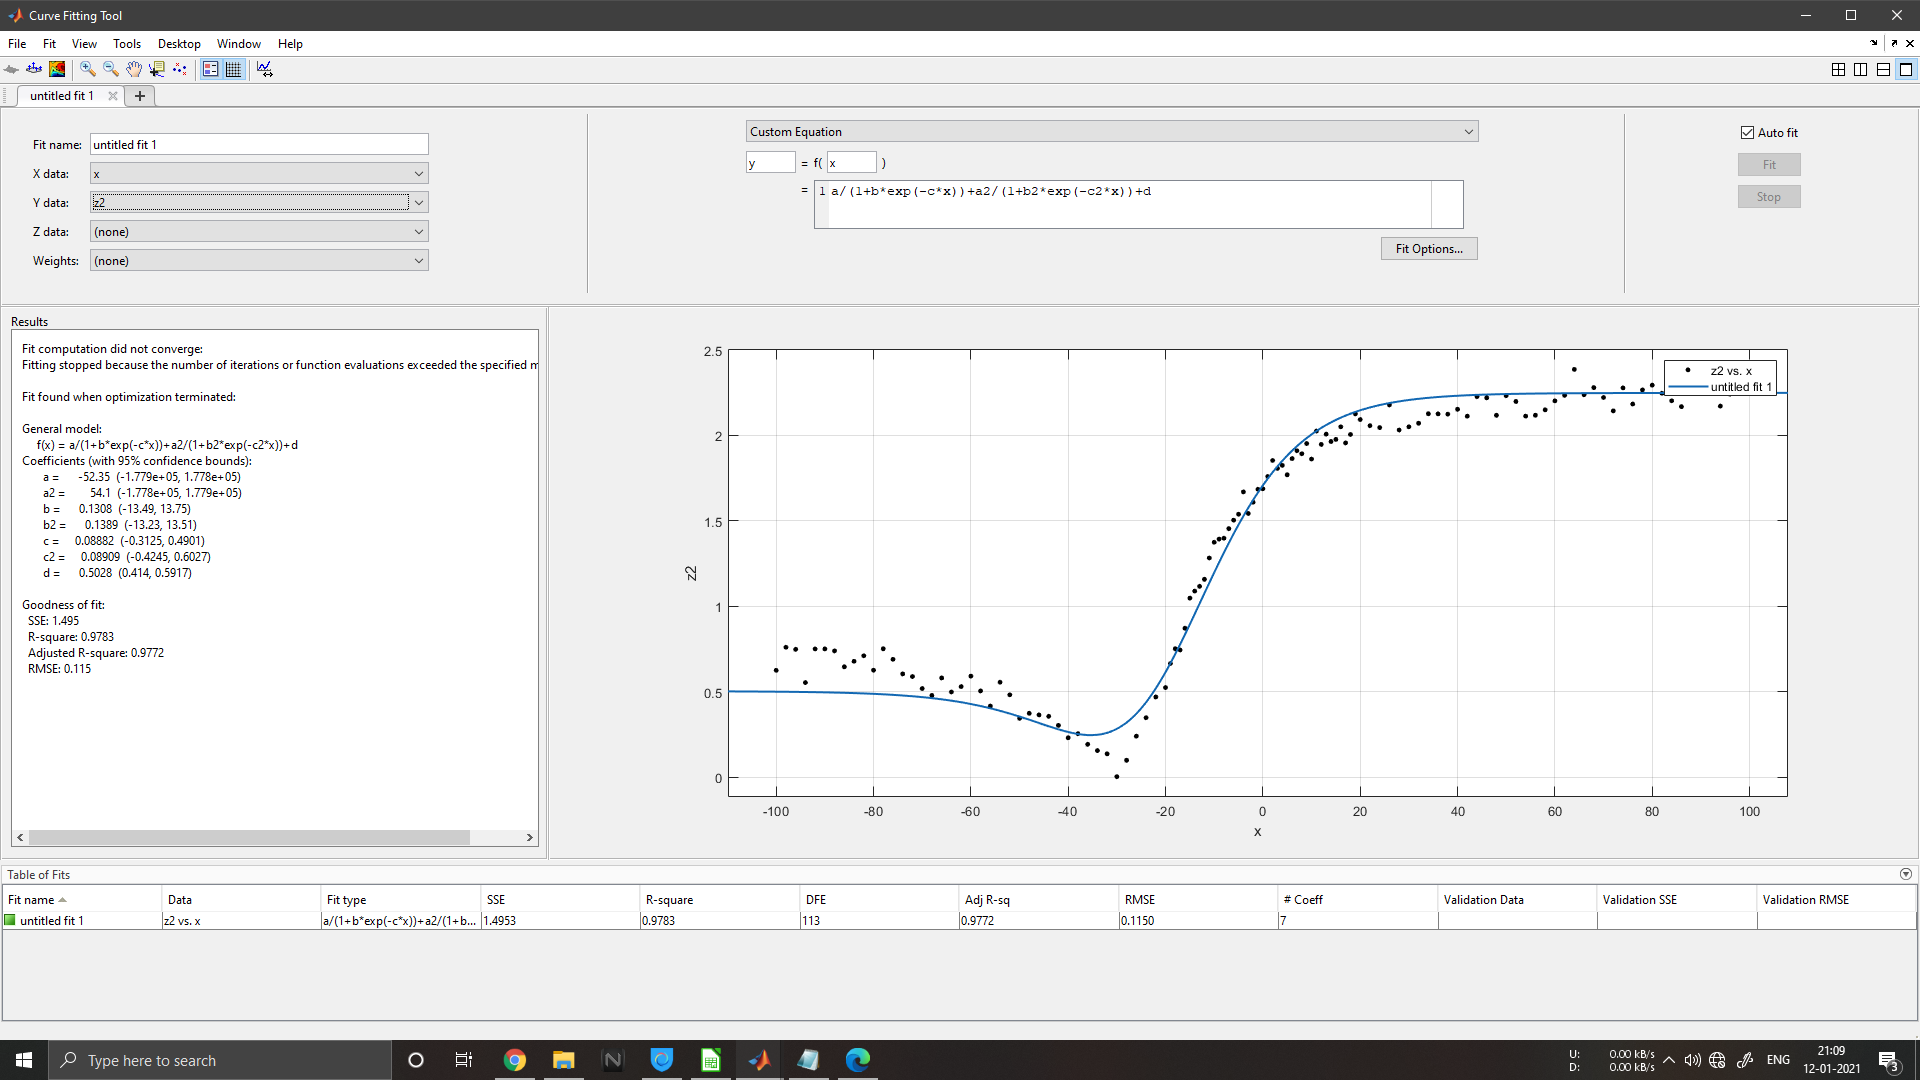 Curve Fitting Tool
File Fit View Tools Desktop Window Help
untitled fit 1
Fit name: untitled fit 1
X data: x
Y data: z2
Z data: (none)
Weights: (none)
Custom Equation
y = f( x )
= 1 a/(1+b*exp(-c*x))+a2/(1+b2*exp(-c2*x))+d
Fit Options...
Auto fit
Fit
Stop
Results
Fit computation did not converge:
Fitting stopped because the number of iterations or function evaluations exceeded the specified m
Fit found when optimization terminated:
General model:
f(x) = a/(1+b*exp(-c*x))+a2/(1+b2*exp(-c2*x))+d
Coefficients (with 95% confidence bounds):
a = -52.35 (-1.779e+05, 1.778e+05)
a2 = 54.1 (-1.778e+05, 1.779e+05)
b = 0.1308 (-13.49, 13.75)
b2 = 0.1389 (-13.23, 13.51)
c = 0.08882 (-0.3125, 0.4901)
c2 = 0.08909 (-0.4245, 0.6027)
d = 0.5028 (0.414, 0.5917)
Goodness of fit:
SSE: 1.495
R-square: 0.9783
Adjusted R-square: 0.9772
RMSE: 0.115
2.5
2
1.5
1
0.5
0
z2
-100 -80 -60 -40 -20 0 20 40 60 80 100
x
z2 vs. x
untitled fit 1
Table of Fits
Fit name Data Fit type SSE R-square DFE Adj R-sq RMSE # Coeff Validation Data Validation SSE Validation RMSE
untitled fit 1 z2 vs. x a/(1+b*exp(-c*x))+a2/(1+b... 1.4953 0.9783 113 0.9772 0.1150 7
Type here to search
U: 0.00 kB/s
D: 0.00 kB/s
ENG
21:09
12-01-2021
3